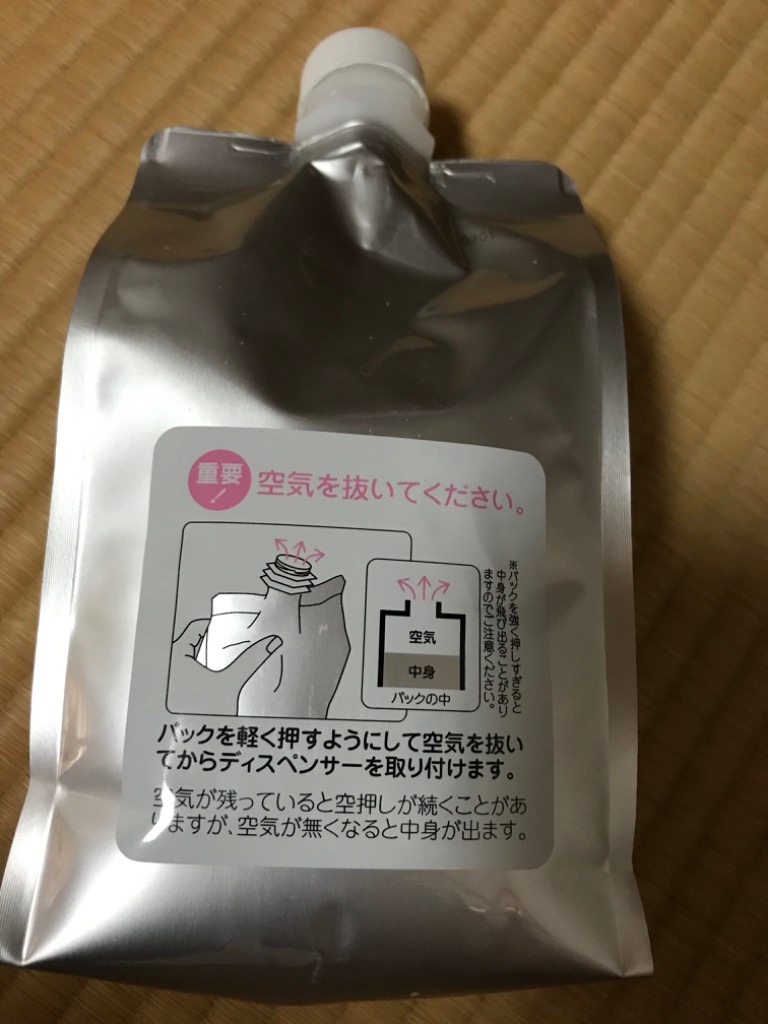 重要!
空気を抜いてください。
空気
中身
パックの中
※パックを強く押しすぎると
中身が飛び出ることがあり
ますのでご注意ください。
パックを軽く押すようにして空気を抜い
てからディスペンサーを取り付けます。
空気が残っていると空押しが続くことがあ
りますが、空気が無くなると中身が出ます。